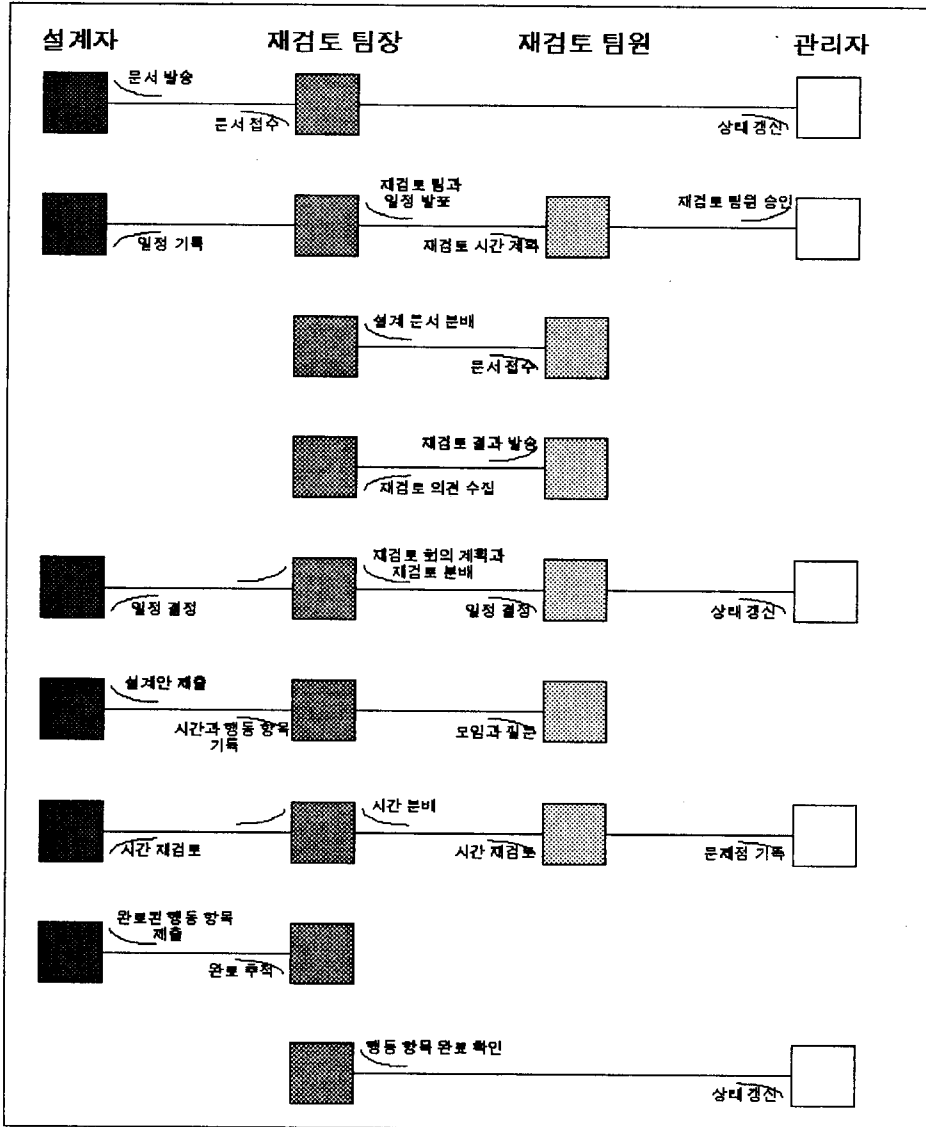 설계자 재검토 팀장 재검토 팀원 관리자
문서 발송
문서 접수
상태 갱신
재검토 팀과
일정 발포
재검토 팀원 승인
일정 기록
재검토 시간 계획
설계 문서 분배
문서 접수
재검토 결과 발송
재검토 의견 수집
재검토 회의 계획과
재검토 분배
일정 결정
일정 결정
상태 갱신
설계안 제출
시간과 행동 항목
기록
모임과 질문
시간 분배
시간 재검토
시간 재검토
문제점 기록
완료된 행동 항목
제출
완료 추적
행동 항목 완료 확인
상태 갱신